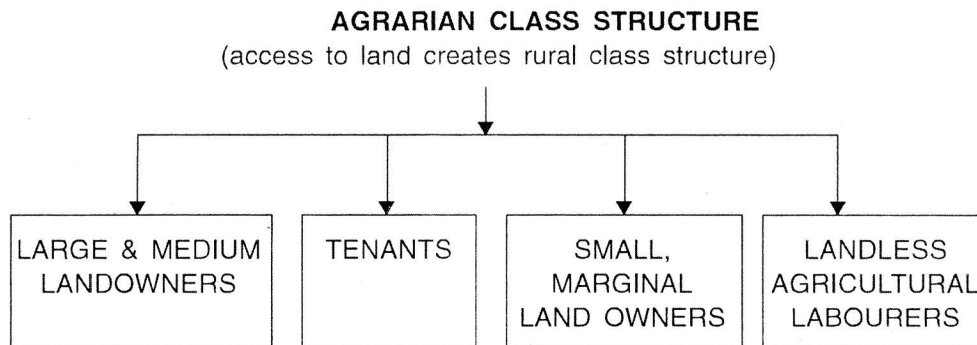 AGRARIAN CLASS STRUCTURE
(access to land creates rural class structure)
LARGE & MEDIUM
LANDOWNERS
TENANTS
SMALL,
MARGINAL
LAND OWNERS
LANDLESS
AGRICULTURAL
LABOURERS